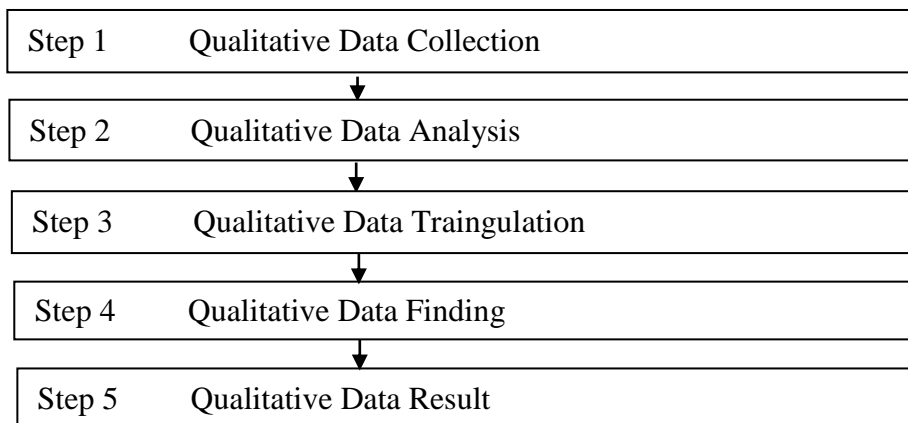 Step 1 Qualitative Data Collection
Step 2 Qualitative Data Analysis
Step 3 Qualitative Data Traingulation
Step 4 Qualitative Data Finding
Step 5 Qualitative Data Result